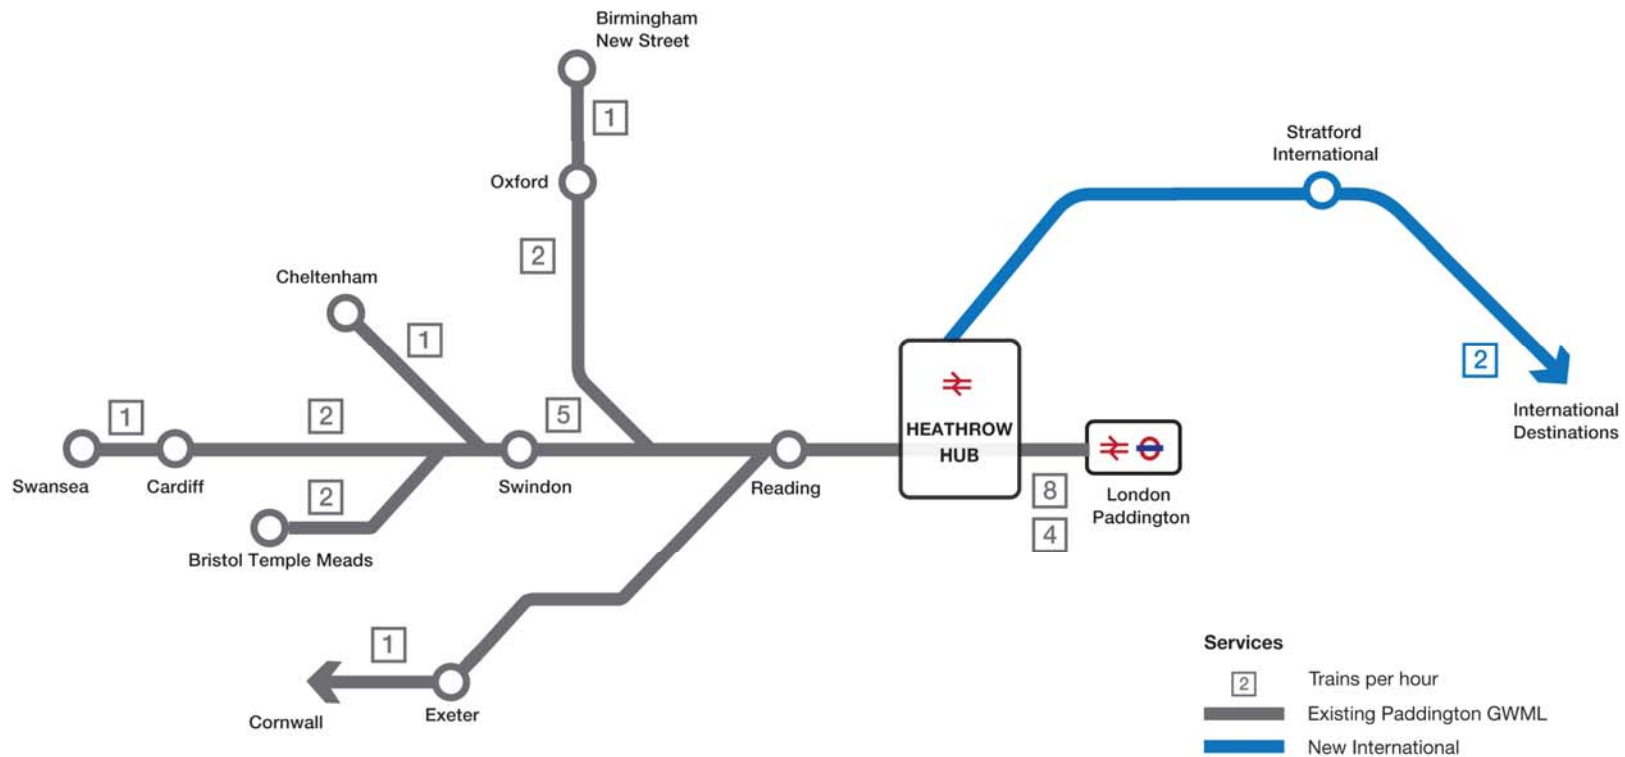 Birmingham
New Street
1
Oxford
Stratford
International
2
Cheltenham
1
2
International
Destinations
1
2
5
HEATHROW
HUB
Swansea
Cardiff
2
Swindon
Reading
8
4
London
Paddington
Bristol Temple Meads
1
Cornwall
Exeter
Services
2 Trains per hour
Existing Paddington GWML
New International